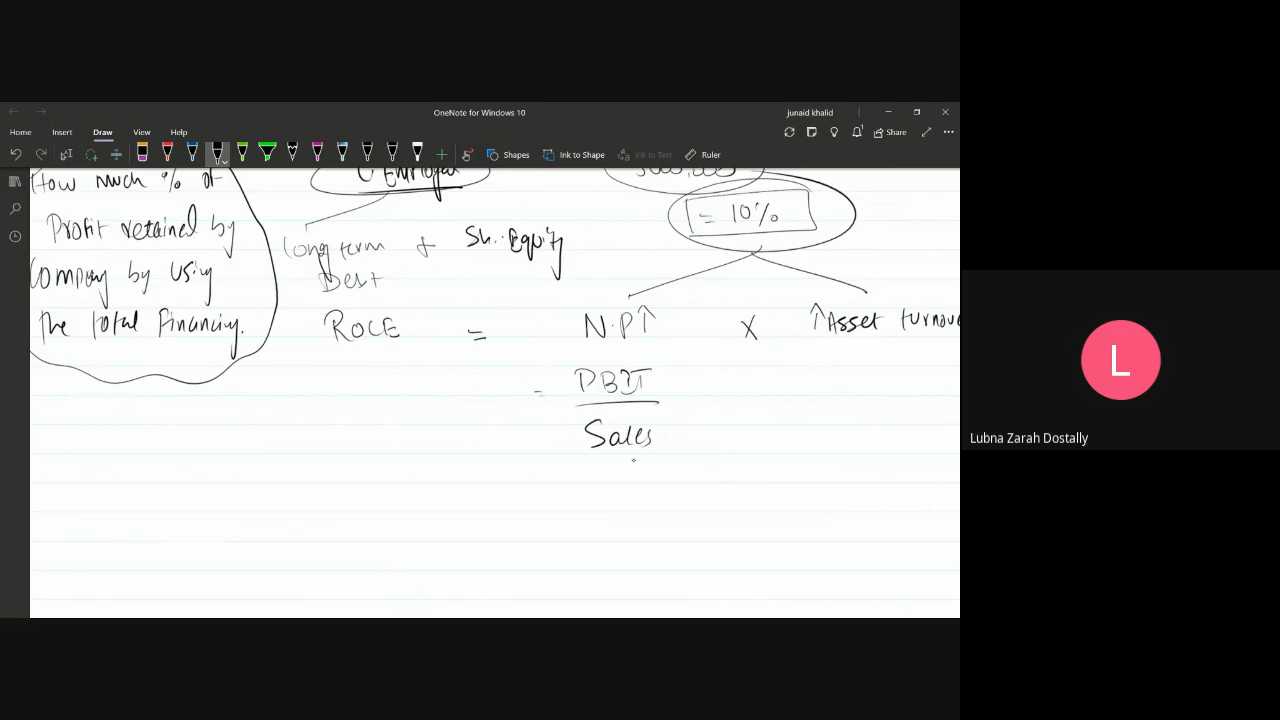 OneNote for Windows 10
junaid khalid
Home Insert Draw View Help
Share
Shapes
Ink to Shape
Ink to Text
Ruler
How much % of
Profit retained by
Company by using
the total Financing.
C. Employed
Long term + Sh. Equity
Debt
= 10%
ROCE = N.P↑ X ↑Asset turnove
= PBIT
Sales
L
Lubna Zarah Dostally